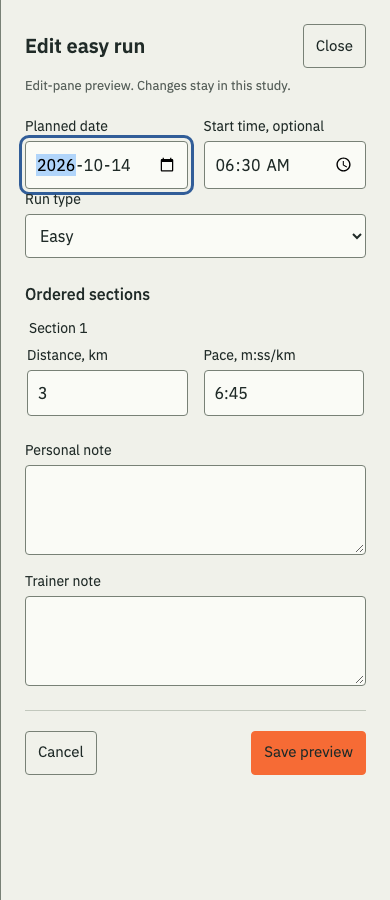 Edit easy run
Close
Edit-pane preview. Changes stay in this study.
Planned date
Start time, optional
2026-10-14
06:30 AM
Run type
Easy
Ordered sections
Section 1
Distance, km
Pace, m:ss/km
3
6:45
Personal note
Trainer note
Cancel
Save preview